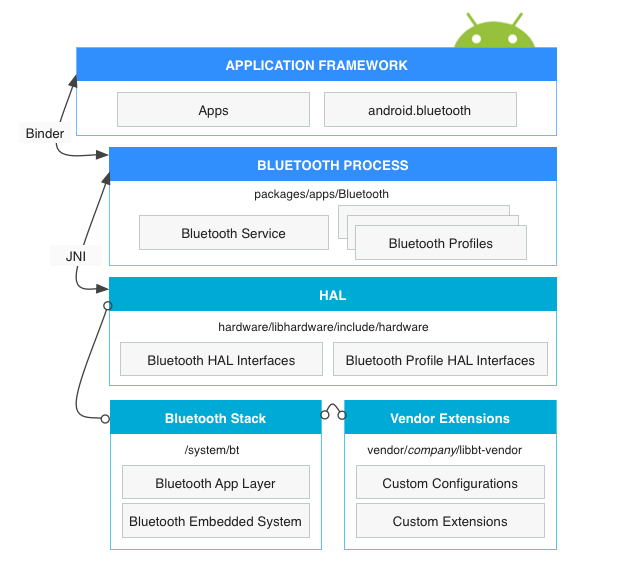 APPLICATION FRAMEWORK
Apps
android.bluetooth
Binder
BLUETOOTH PROCESS
packages/apps/Bluetooth
Bluetooth Service
Bluetooth Profiles
JNI
HAL
hardware/libhardware/include/hardware
Bluetooth HAL Interfaces
Bluetooth Profile HAL Interfaces
Bluetooth Stack
/system/bt
Bluetooth App Layer
Bluetooth Embedded System
Vendor Extensions
vendor/company/libbt-vendor
Custom Configurations
Custom Extensions